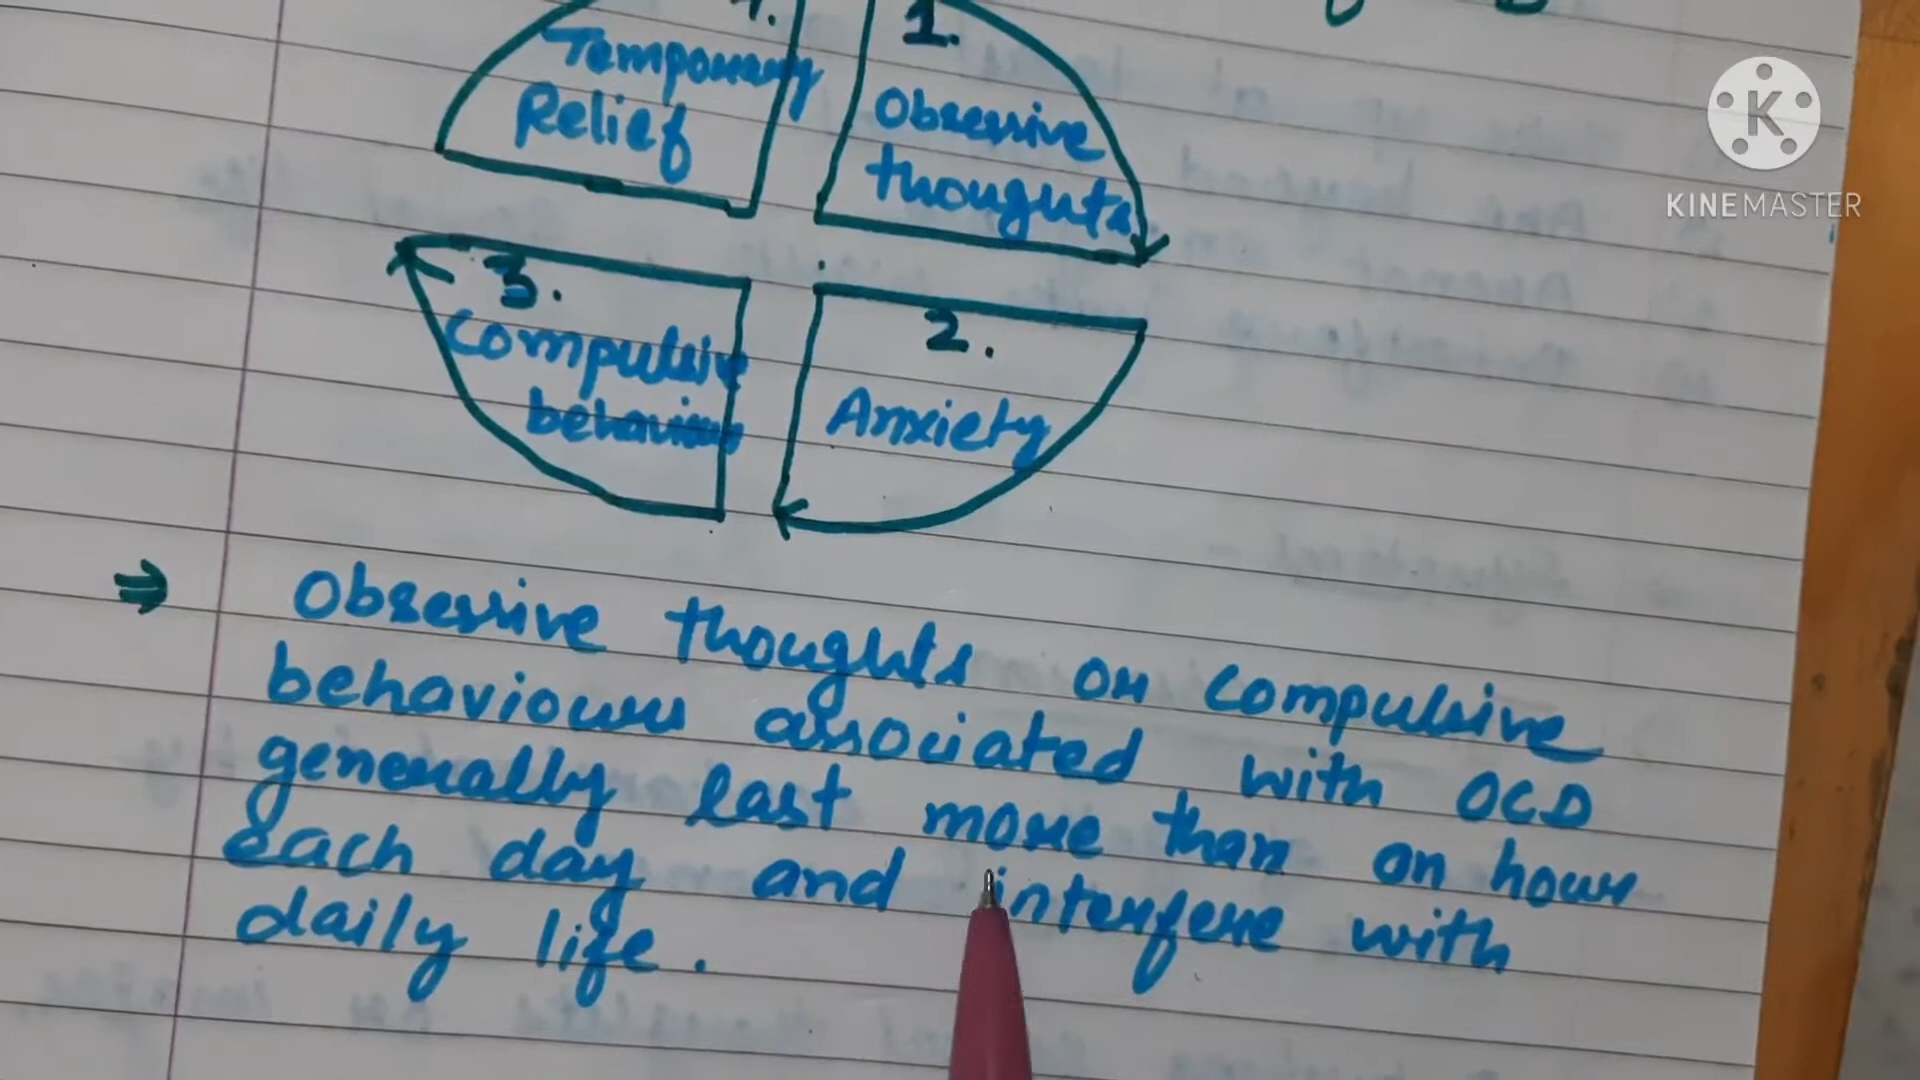 4.
Temporary
Relief
1.
Obsessive
thoughts
3.
Compulsive
behaviour
2.
Anxiety
⇒ Obsessive thoughts or compulsive
behaviours associated with OCD
generally last more than an hour
each day and interfere with
daily life.
K
KINEMASTER